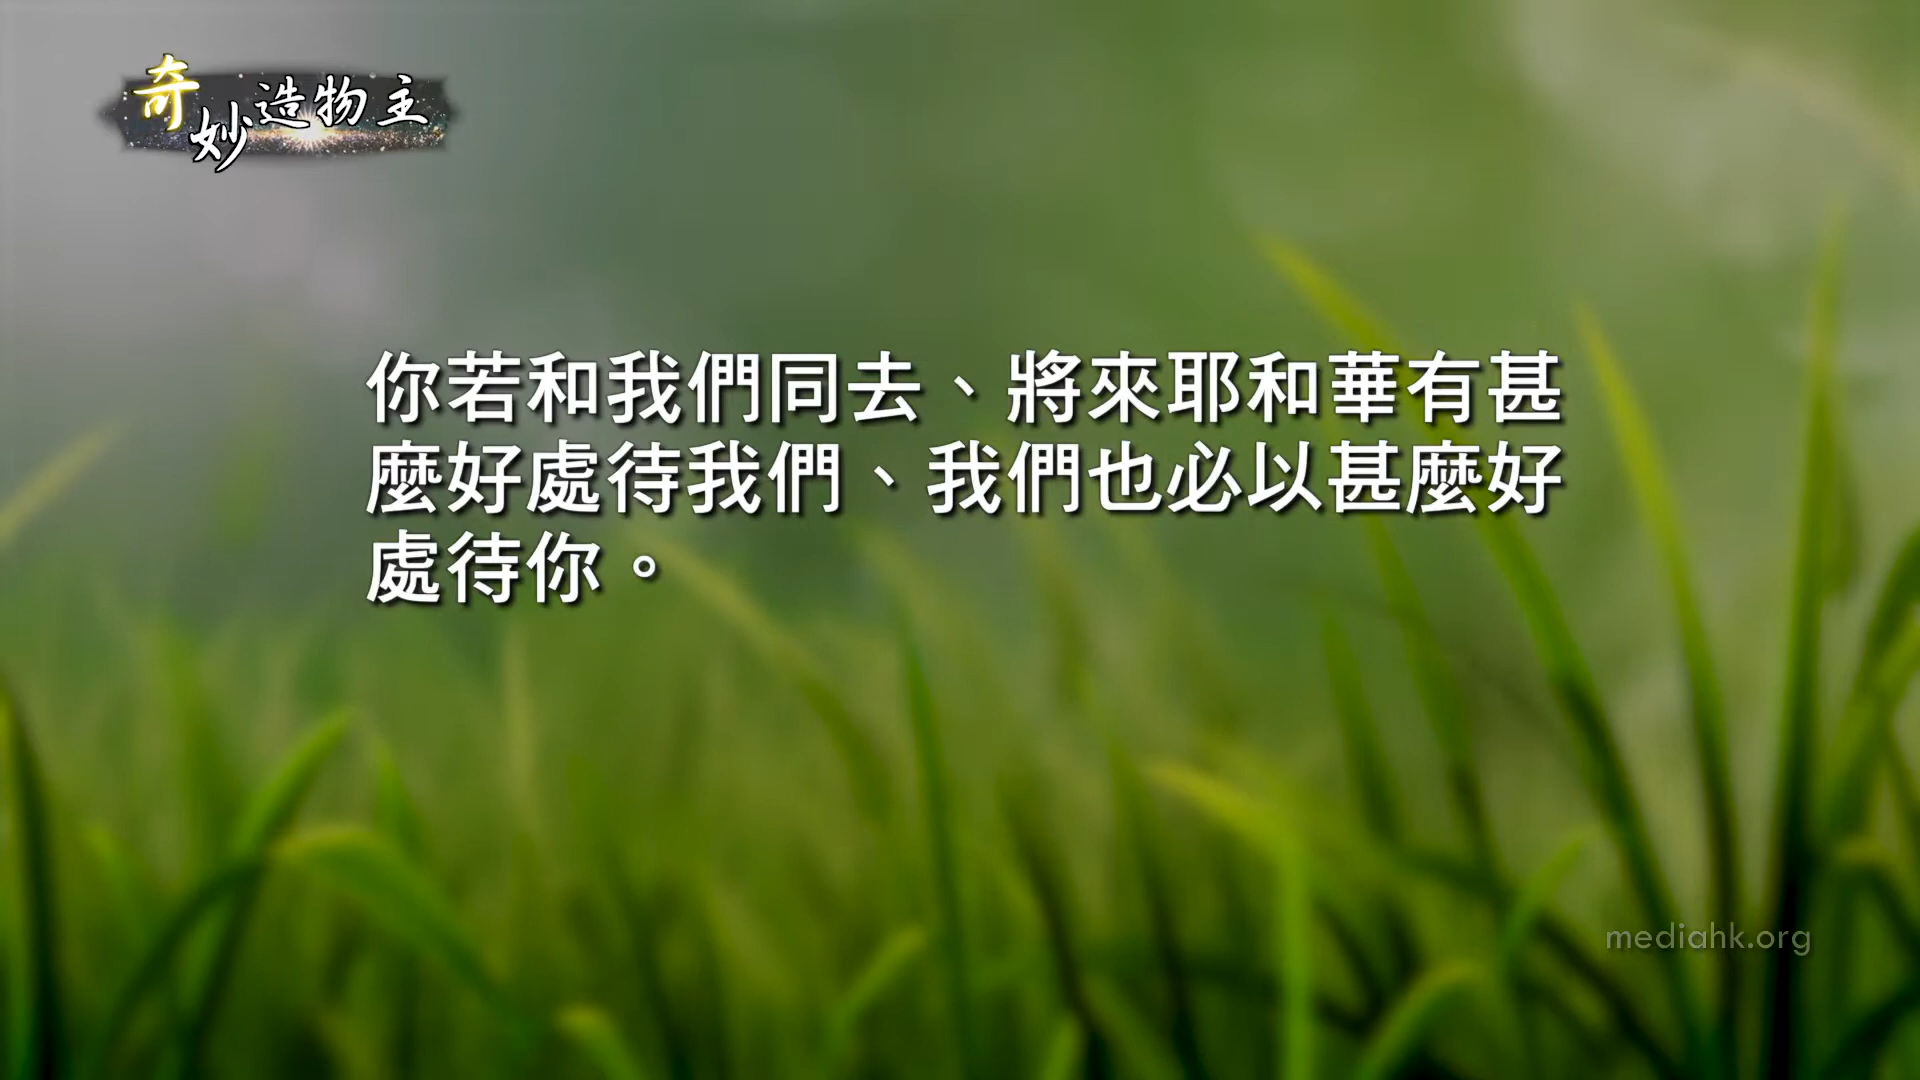 奇妙造物主
你若和我們同去、將來耶和華有甚
麼好處待我們、我們也必以甚麼好
處待你。
mediahk.org